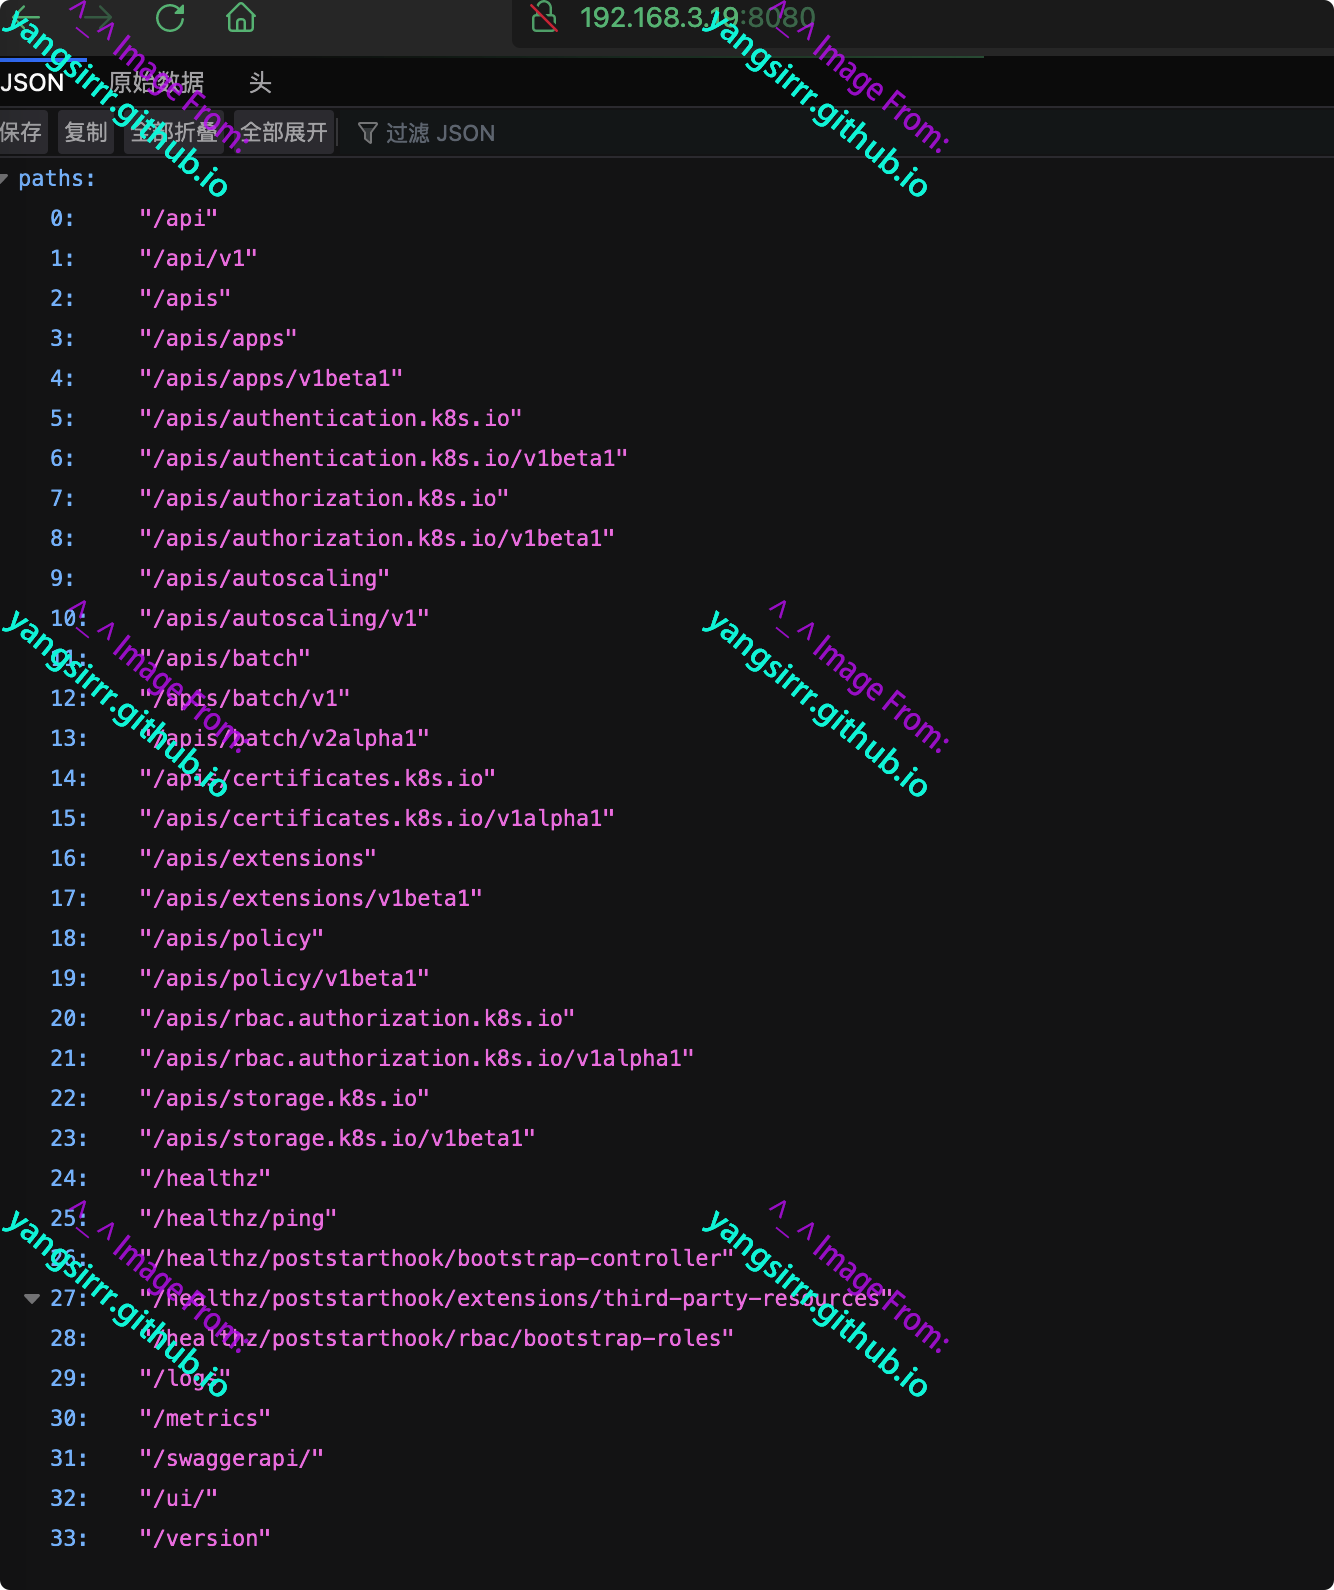 192.168.3.19:8080
JSON 原始数据 头
保存 复制 全部折叠 全部展开 过滤 JSON
paths:
0: "/api"
1: "/api/v1"
2: "/apis"
3: "/apis/apps"
4: "/apis/apps/v1beta1"
5: "/apis/authentication.k8s.io"
6: "/apis/authentication.k8s.io/v1beta1"
7: "/apis/authorization.k8s.io"
8: "/apis/authorization.k8s.io/v1beta1"
9: "/apis/autoscaling"
10: "/apis/autoscaling/v1"
11: "/apis/batch"
12: "/apis/batch/v1"
13: "/apis/batch/v2alpha1"
14: "/apis/certificates.k8s.io"
15: "/apis/certificates.k8s.io/v1alpha1"
16: "/apis/extensions"
17: "/apis/extensions/v1beta1"
18: "/apis/policy"
19: "/apis/policy/v1beta1"
20: "/apis/rbac.authorization.k8s.io"
21: "/apis/rbac.authorization.k8s.io/v1alpha1"
22: "/apis/storage.k8s.io"
23: "/apis/storage.k8s.io/v1beta1"
24: "/healthz"
25: "/healthz/ping"
26: "/healthz/poststarthook/bootstrap-controller"
27: "/healthz/poststarthook/extensions/third-party-resources"
28: "/healthz/poststarthook/rbac/bootstrap-roles"
29: "/logs"
30: "/metrics"
31: "/swaggerapi/"
32: "/ui/"
33: "/version"
^_^ Image From:
yangsirrr.github.io
^_^ Image From:
yangsirrr.github.io
^_^ Image From:
yangsirrr.github.io
^_^ Image From:
yangsirrr.github.io
^_^ Image From:
yangsirrr.github.io
^_^ Image From:
yangsirrr.github.io